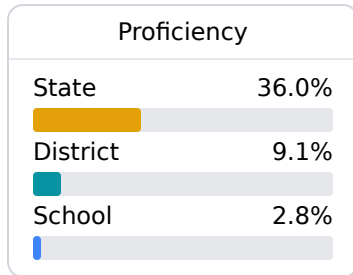 Proficiency
State 36.0%
District 9.1%
School 2.8%